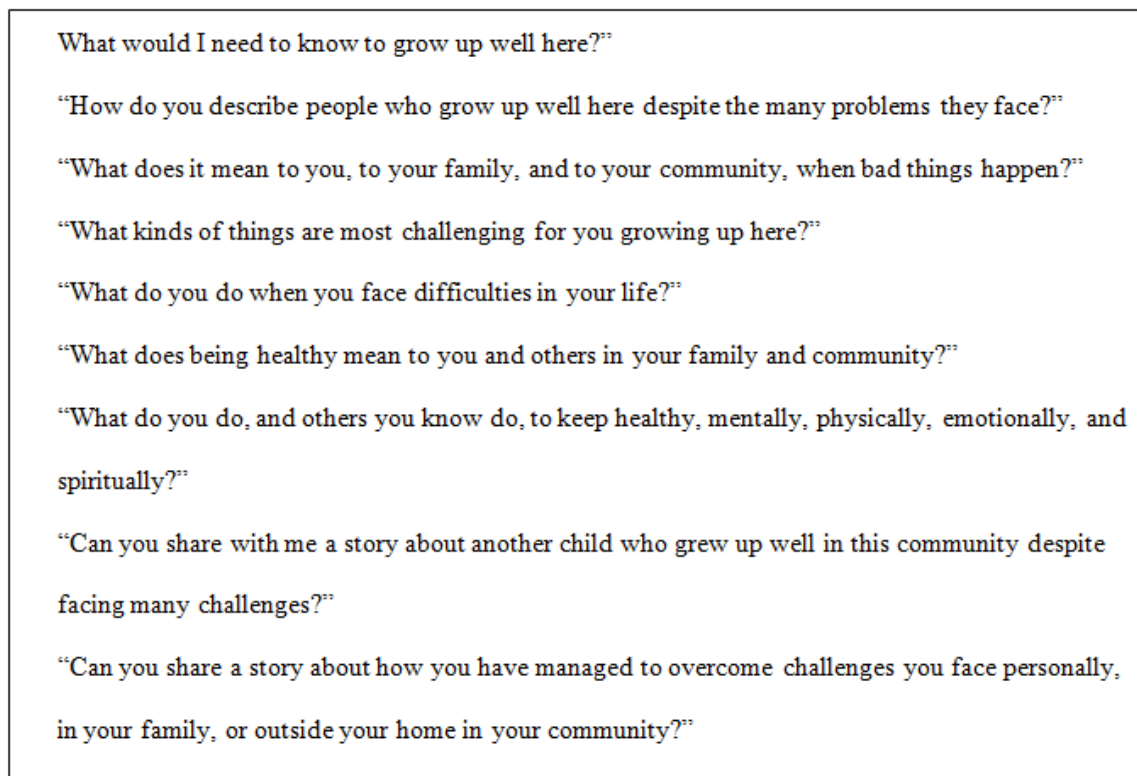 What would I need to know to grow up well here?”
“How do you describe people who grow up well here despite the many problems they face?”
“What does it mean to you, to your family, and to your community, when bad things happen?”
“What kinds of things are most challenging for you growing up here?”
“What do you do when you face difficulties in your life?”
“What does being healthy mean to you and others in your family and community?”
“What do you do, and others you know do, to keep healthy, mentally, physically, emotionally, and
spiritually?”
“Can you share with me a story about another child who grew up well in this community despite
facing many challenges?”
“Can you share a story about how you have managed to overcome challenges you face personally,
in your family, or outside your home in your community?”